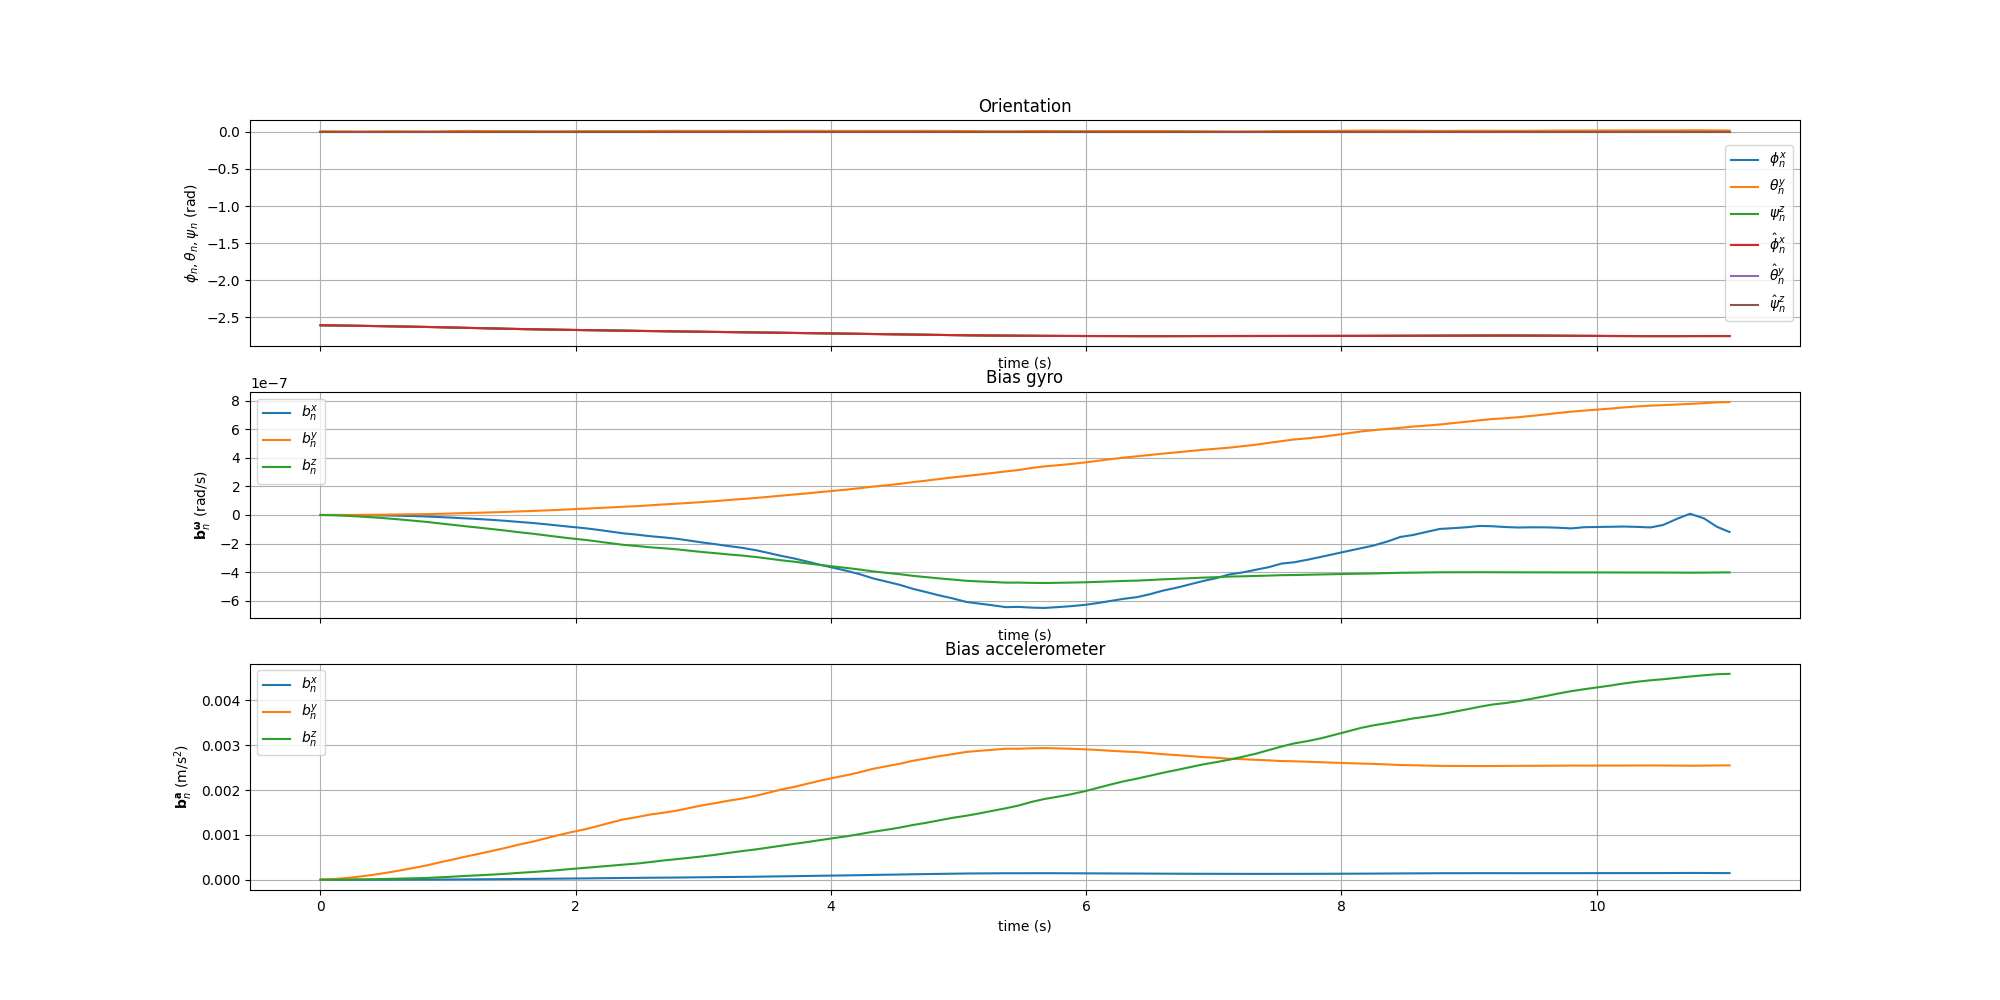 Orientation
ϕₙ, θₙ, ψₙ (rad)
0.0
−0.5
−1.0
−1.5
−2.0
−2.5
ϕₙˣ
θₙʸ
ψₙᶻ
ϕ̂ₙˣ
θ̂ₙʸ
ψ̂ₙᶻ
time (s)
Bias gyro
1e−7
𝐛ₙ^𝛚 (rad/s)
8
6
4
2
0
−2
−4
−6
bₙˣ
bₙʸ
bₙᶻ
time (s)
Bias accelerometer
𝐛ₙ^𝐚 (m/s²)
0.004
0.003
0.002
0.001
0.000
bₙˣ
bₙʸ
bₙᶻ
0 2 4 6 8 10
time (s)